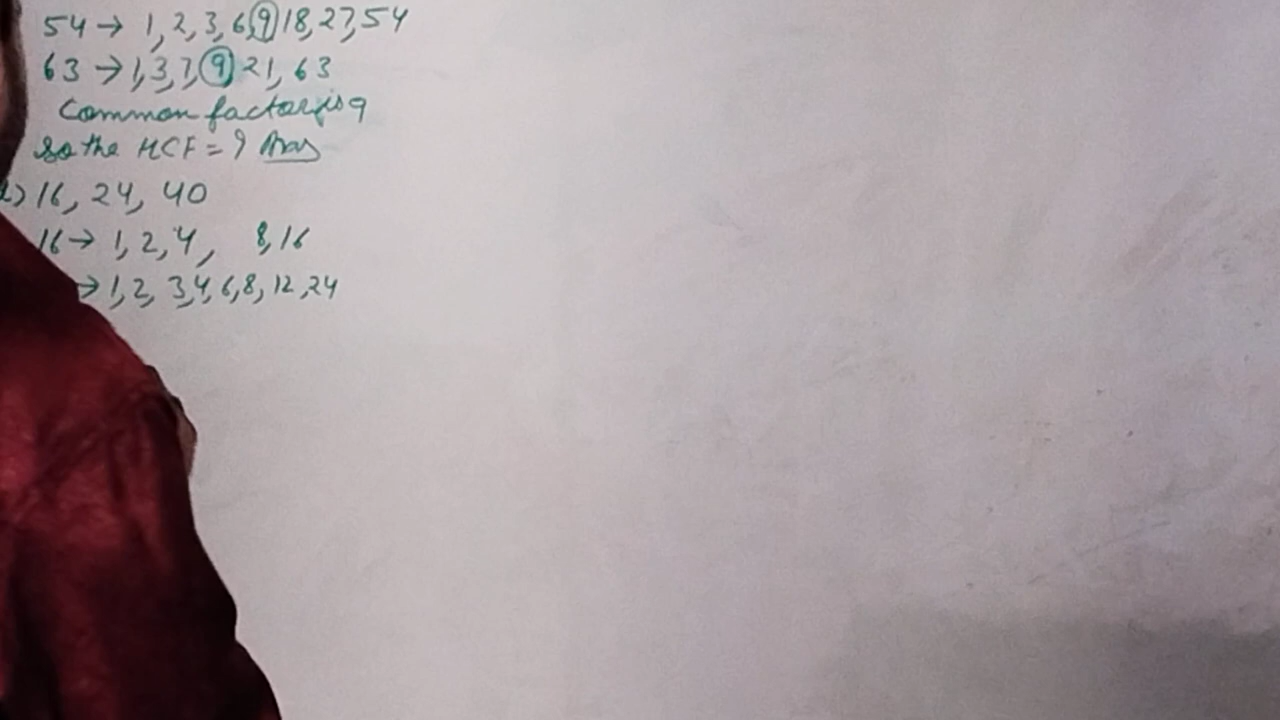 54 → 1, 2, 3, 6, 9, 18, 27, 54
63 → 1, 3, 7, 9, 21, 63
Common factor is 9
So the HCF = 9 Ans
) 16, 24, 40
16 → 1, 2, 4, 8, 16
→ 1, 2, 3, 4, 6, 8, 12, 24